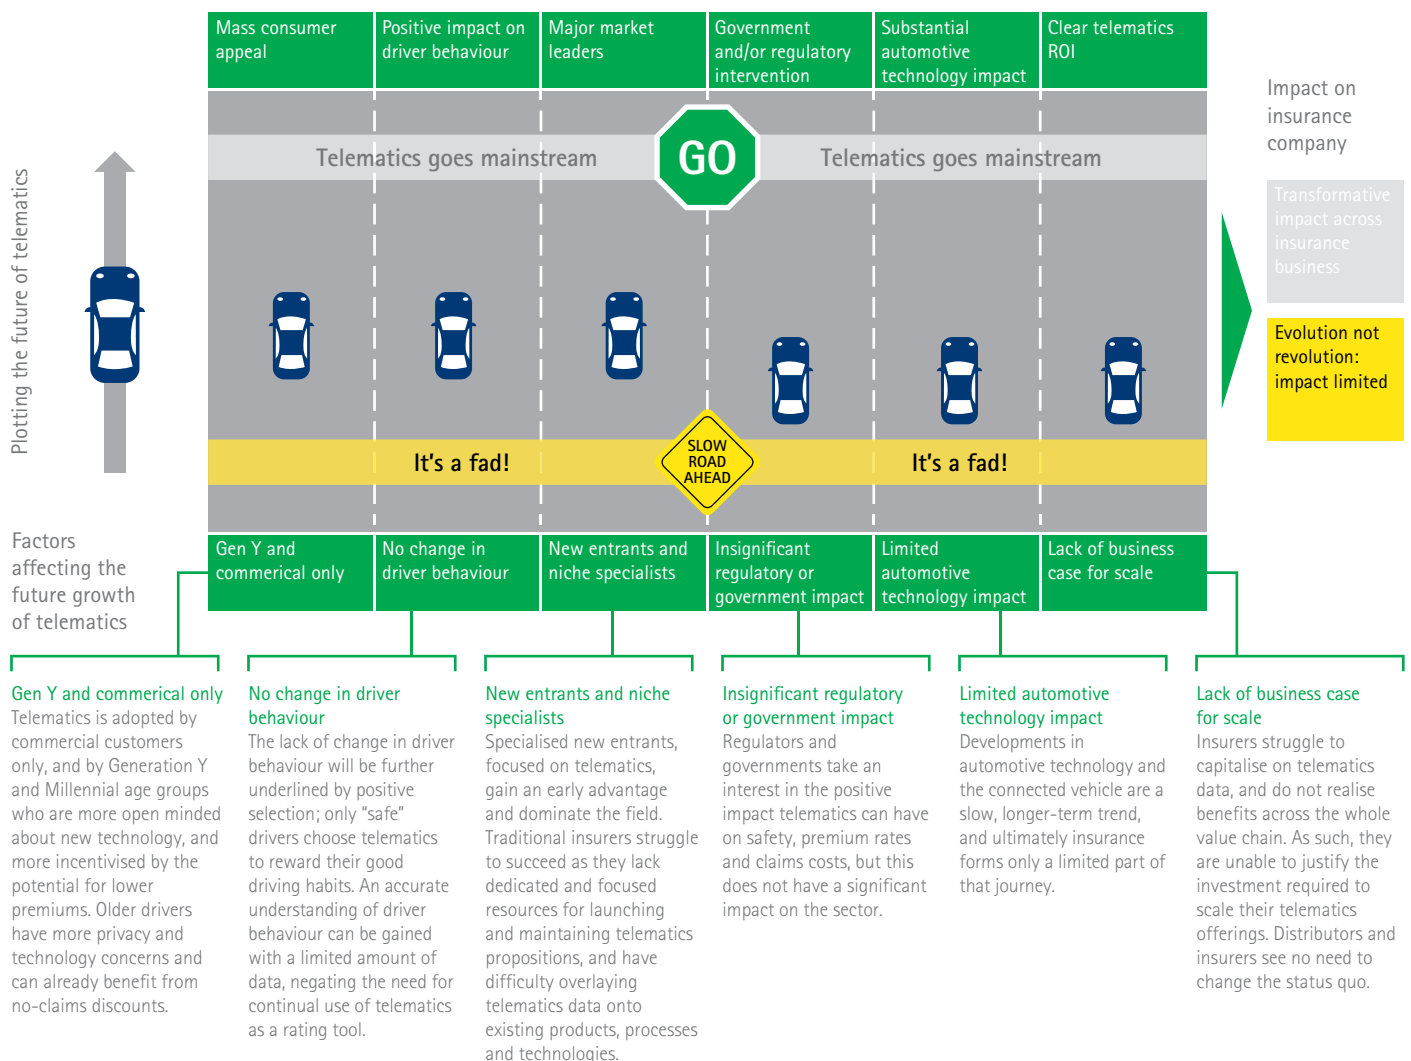 Mass consumer
appeal
Positive impact on
driver behaviour
Major market
leaders
Government
and/or regulatory
intervention
Substantial
automotive
technology impact
Clear telematics
ROI
Impact on
insurance
company
Telematics goes mainstream
GO
Telematics goes mainstream
Transformative
impact across
insurance
business
Plotting the future of telematics
Evolution not
revolution:
impact limited
It's a fad!
SLOW
ROAD
AHEAD
It's a fad!
Factors
affecting the
future growth
of telematics
Gen Y and
commerical only
No change in
driver behaviour
New entrants and
niche specialists
Insignificant
regulatory or
government impact
Limited
automotive
technology impact
Lack of business
case for scale
Gen Y and commerical only
Telematics is adopted by
commercial customers
only, and by Generation Y
and Millennial age groups
who are more open minded
about new technology, and
more incentivised by the
potential for lower
premiums. Older drivers
have more privacy and
technology concerns and
can already benefit from
no-claims discounts.
No change in driver
behaviour
The lack of change in driver
behaviour will be further
underlined by positive
selection; only “safe”
drivers choose telematics
to reward their good
driving habits. An accurate
understanding of driver
behaviour can be gained
with a limited amount of
data, negating the need for
continual use of telematics
as a rating tool.
New entrants and niche
specialists
Specialised new entrants,
focused on telematics,
gain an early advantage
and dominate the field.
Traditional insurers struggle
to succeed as they lack
dedicated and focused
resources for launching
and maintaining telematics
propositions, and have
difficulty overlaying
telematics data onto
existing products, processes
and technologies.
Insignificant regulatory
or government impact
Regulators and
governments take an
interest in the positive
impact telematics can have
on safety, premium rates
and claims costs, but this
does not have a significant
impact on the sector.
Limited automotive
technology impact
Developments in
automotive technology and
the connected vehicle are a
slow, longer-term trend,
and ultimately insurance
forms only a limited part of
that journey.
Lack of business case
for scale
Insurers struggle to
capitalise on telematics
data, and do not realise
benefits across the whole
value chain. As such, they
are unable to justify the
investment required to
scale their telematics
offerings. Distributors and
insurers see no need to
change the status quo.